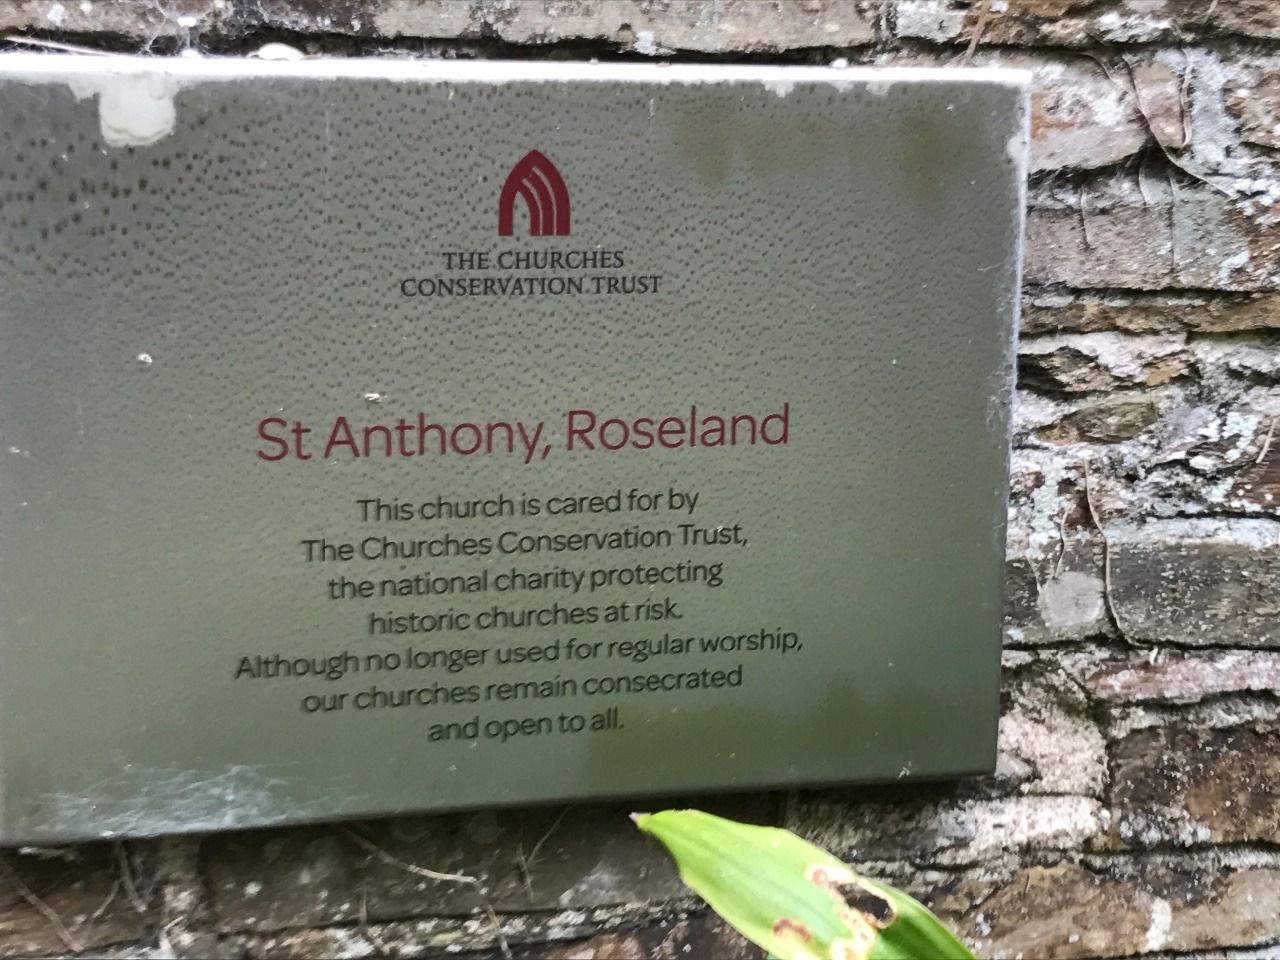 THE CHURCHES
CONSERVATION TRUST
St Anthony, Roseland
This church is cared for by
The Churches Conservation Trust,
the national charity protecting
historic churches at risk.
Although no longer used for regular worship,
our churches remain consecrated
and open to all.